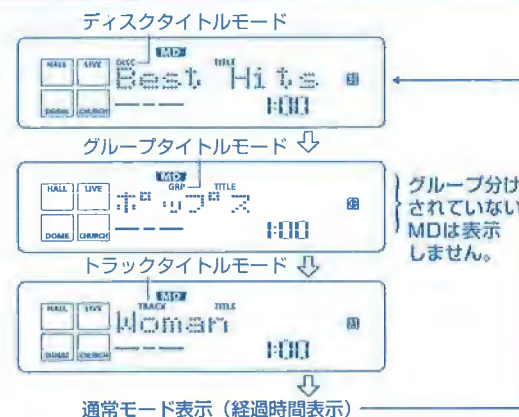 ディスクタイトルモード
MD
HALL LIVE DISC TITLE
Best Hits
DOME CHURCH
1:00
グループタイトルモード
MD
HALL LIVE GRP TITLE
ポップス
DOME CHURCH
1:00
グループ分け
されていない
MDは表示
しません。
トラックタイトルモード
MD
HALL LIVE TRACK TITLE
Woman
DOME CHURCH
1:00
通常モード表示（経過時間表示）